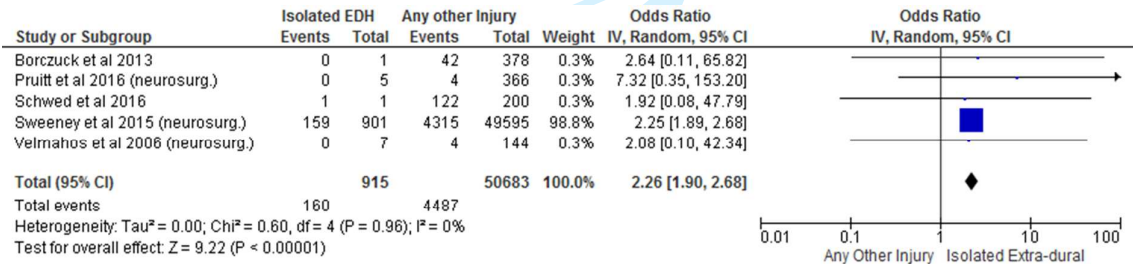 Isolated EDH Any other Injury Odds Ratio Odds Ratio
Study or Subgroup Events Total Events Total Weight IV, Random, 95% CI IV, Random, 95% CI
Borczuck et al 2013 0 1 42 378 0.3% 2.64 [0.11, 65.82]
Pruitt et al 2016 (neurosurg.) 0 5 4 366 0.3% 7.32 [0.35, 153.20]
Schwed et al 2016 1 1 122 200 0.3% 1.92 [0.08, 47.79]
Sweeney et al 2015 (neurosurg.) 159 901 4315 49595 98.8% 2.25 [1.89, 2.68]
Velmahos et al 2006 (neurosurg.) 0 7 4 144 0.3% 2.08 [0.10, 42.34]
Total (95% CI) 915 50683 100.0% 2.26 [1.90, 2.68]
Total events 160 4487
Heterogeneity: Tau² = 0.00; Chi² = 0.60, df = 4 (P = 0.96); I² = 0%
Test for overall effect: Z = 9.22 (P < 0.00001)
0.01 0.1 1 10 100
Any Other Injury Isolated Extra-dural